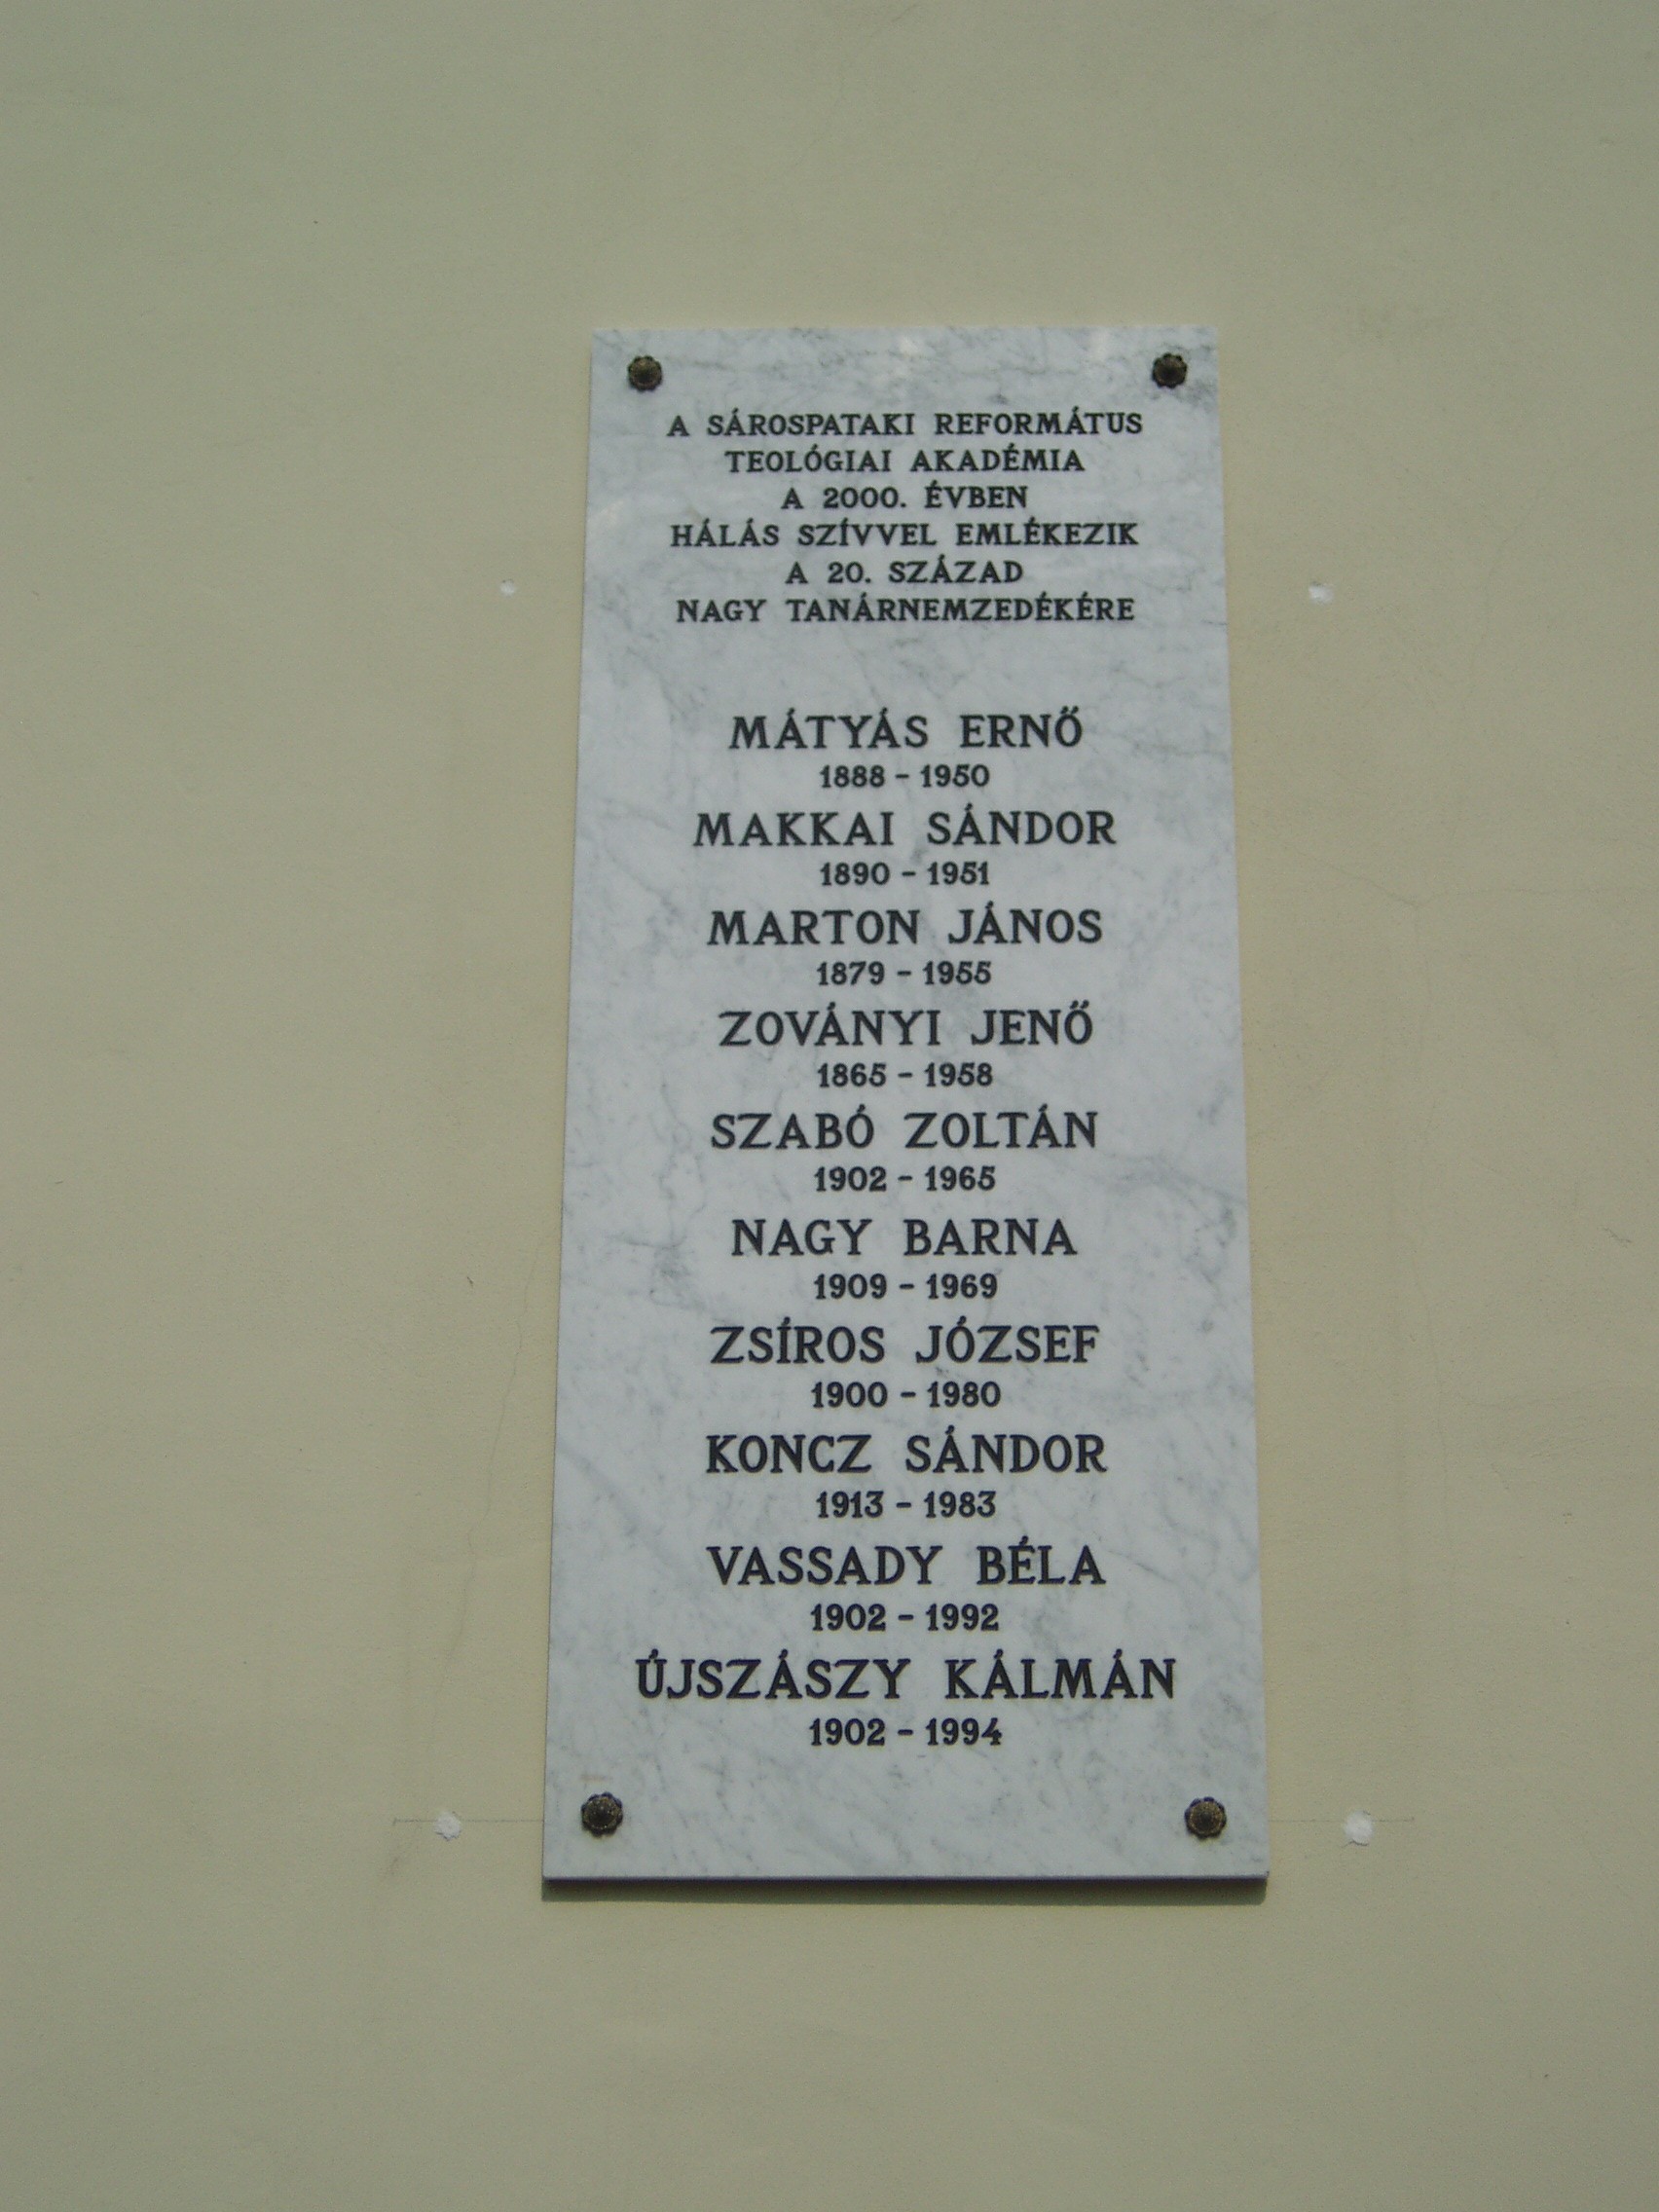 A SÁROSPATAKI REFORMÁTUS
TEOLÓGIAI AKADÉMIA
A 2000. ÉVBEN
HÁLÁS SZÍVVEL EMLÉKEZIK
A 20. SZÁZAD
NAGY TANÁRNEMZEDÉKÉRE
MÁTYÁS ERNŐ
1888 - 1950
MAKKAI SÁNDOR
1890 - 1951
MARTON JÁNOS
1879 - 1955
ZOVÁNYI JENŐ
1865 - 1958
SZABÓ ZOLTÁN
1902 - 1965
NAGY BARNA
1909 - 1969
ZSÍROS JÓZSEF
1900 - 1980
KONCZ SÁNDOR
1913 - 1983
VASSADY BÉLA
1902 - 1992
ÚJSZÁSZY KÁLMÁN
1902 - 1994